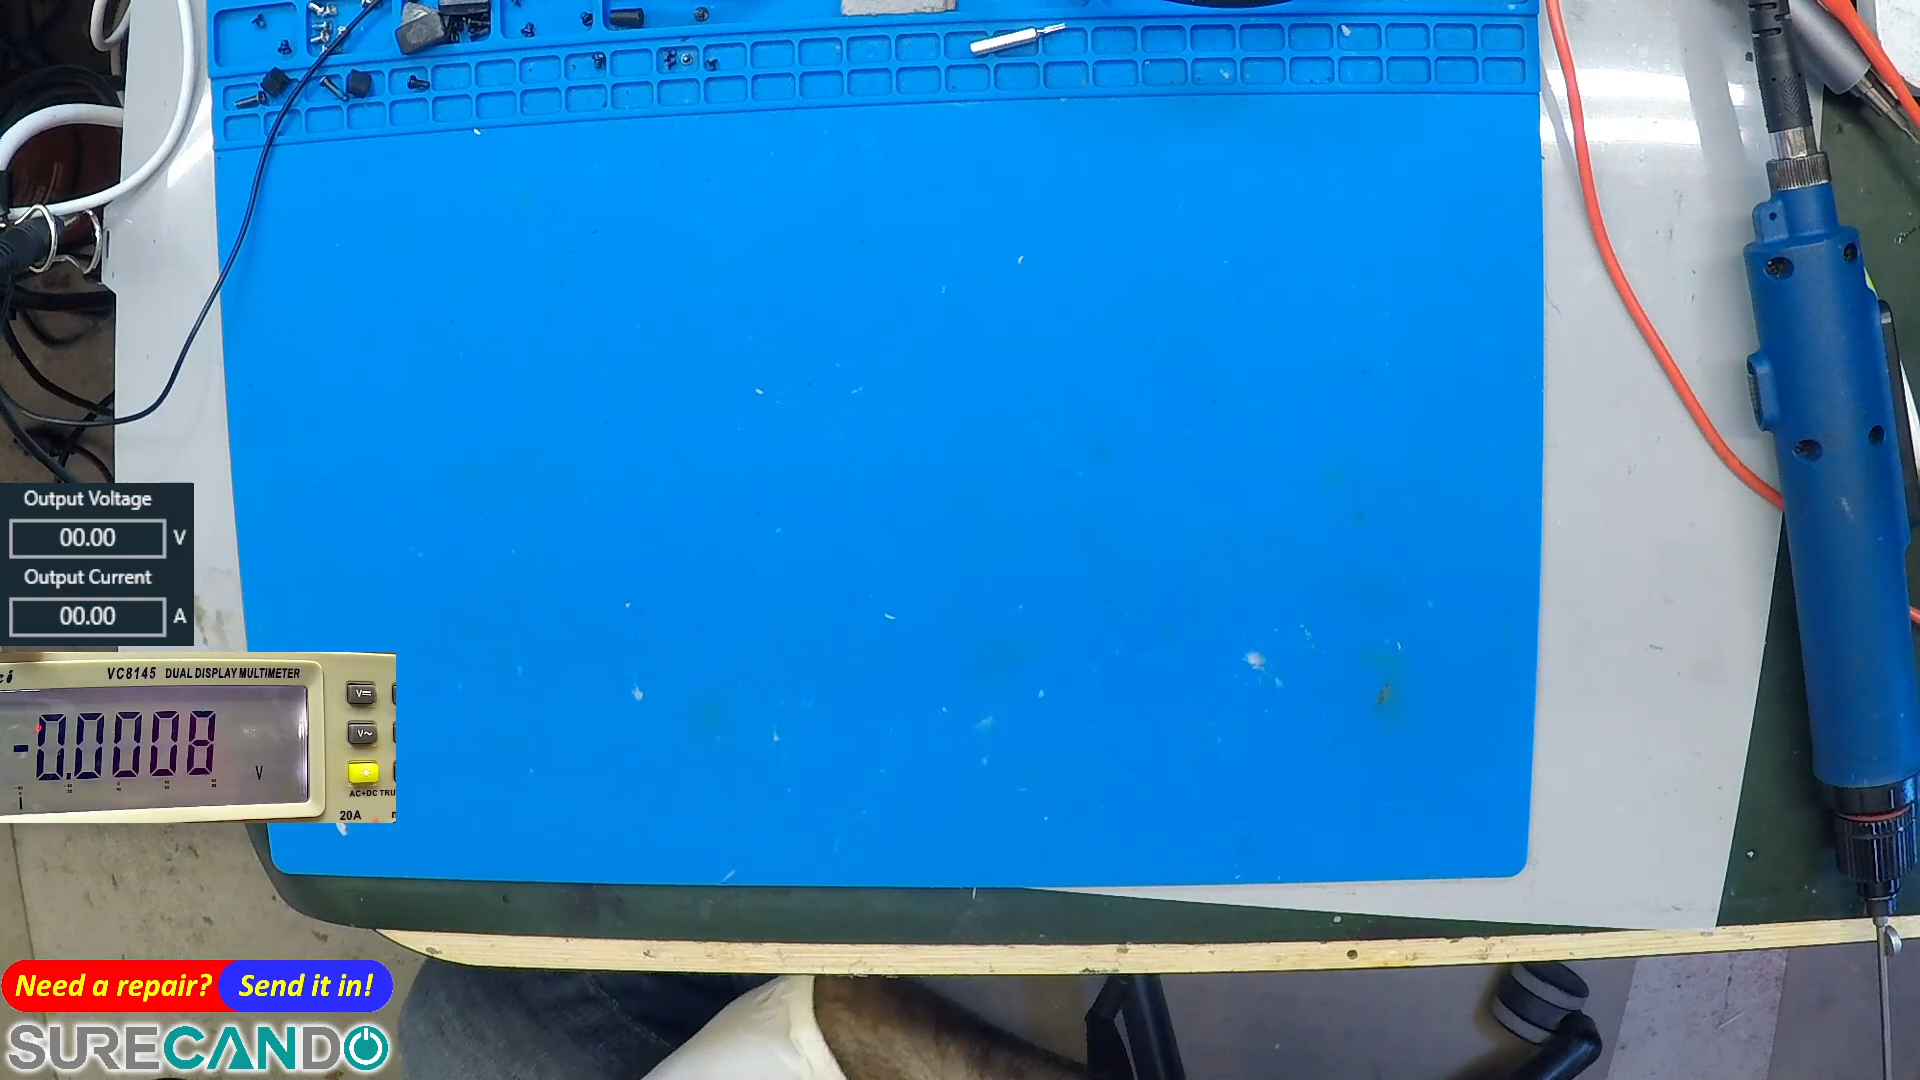 Output Voltage
00.00 V
Output Current
00.00 A
VC8145 DUAL DISPLAY MULTIMETER
V=
-0.0008 V
V~
AC+DC TRU
20A
Need a repair? Send it in!
SURECANDO